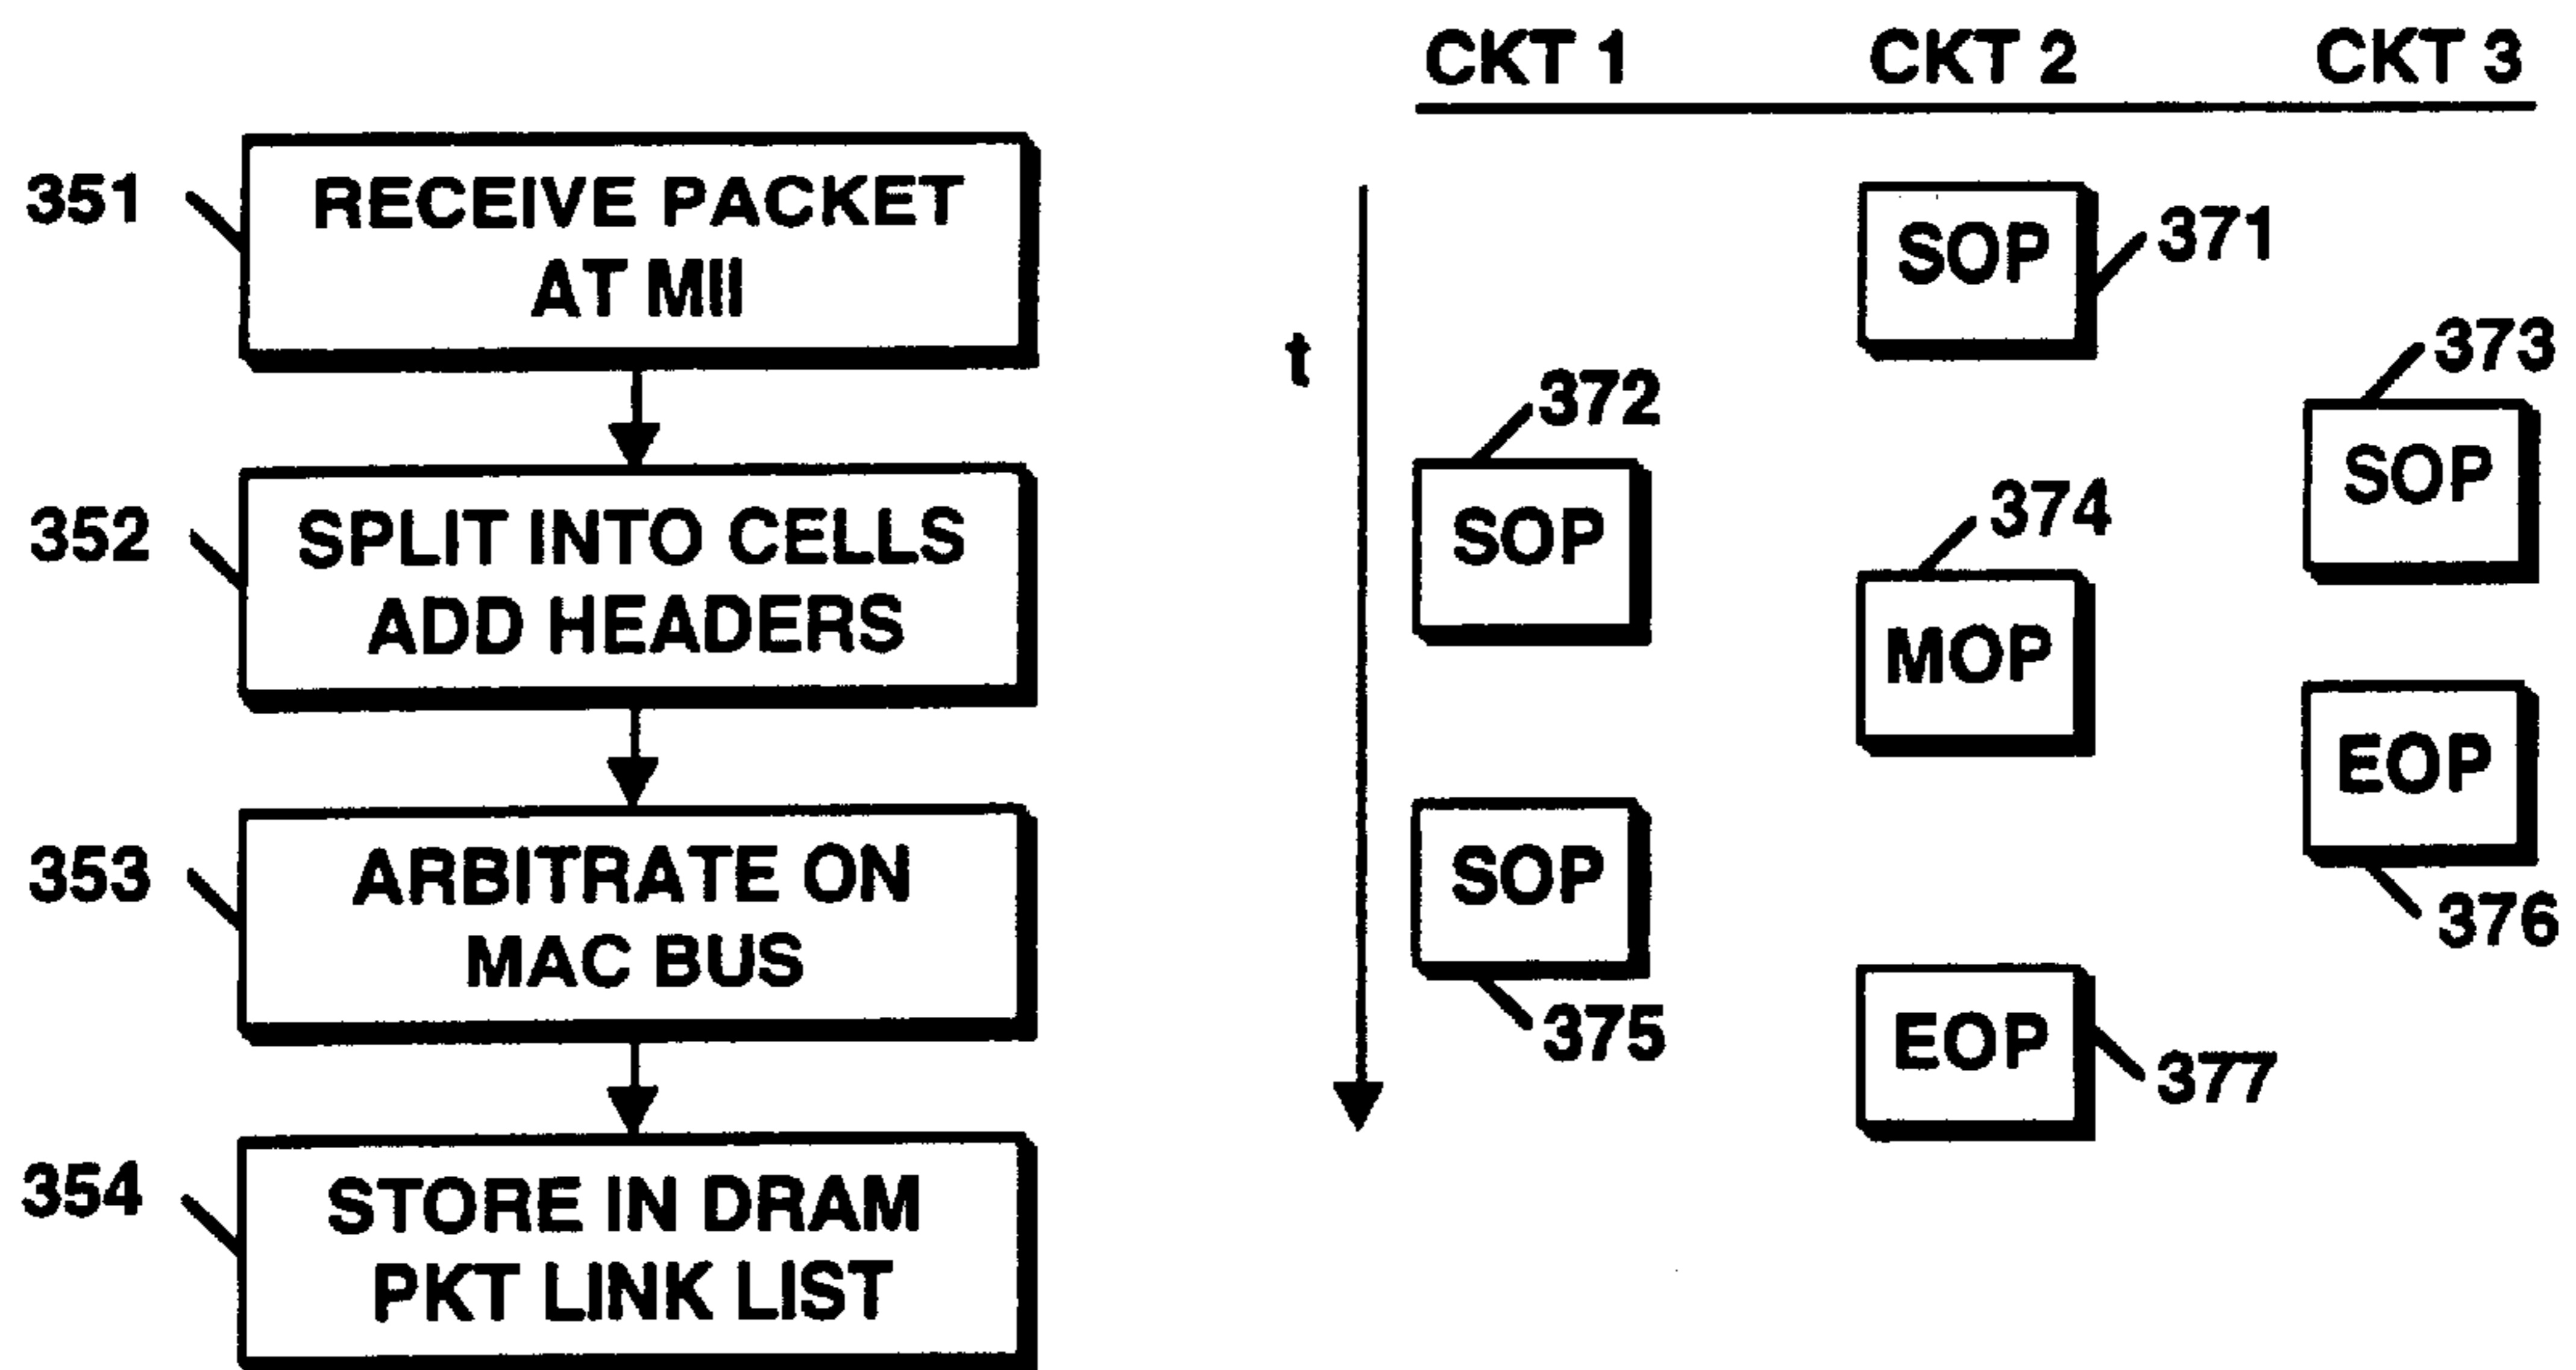 351
RECEIVE PACKET
AT MII
352
SPLIT INTO CELLS
ADD HEADERS
353
ARBITRATE ON
MAC BUS
354
STORE IN DRAM
PKT LINK LIST
CKT 1 CKT 2 CKT 3
t
SOP
371
373
SOP
372
SOP
374
MOP
EOP
376
SOP
375
EOP
377